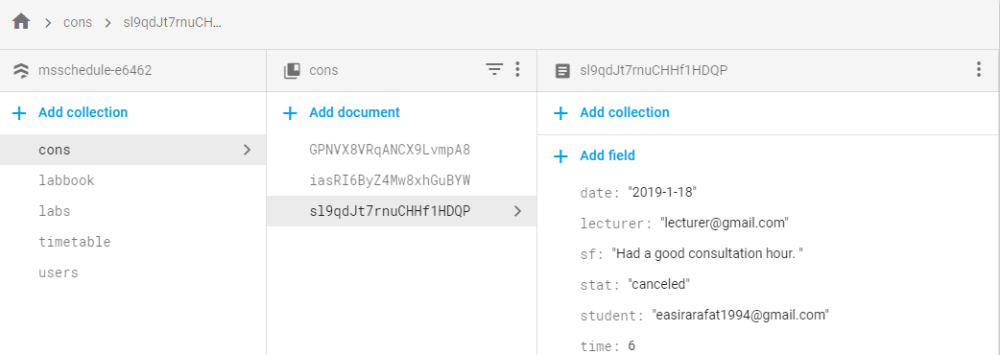 cons
sl9qdJt7rnuCH...
msschedule-e6462
cons
sl9qdJt7rnuCHHf1HDQP
Add collection
cons
labbook
labs
timetable
users
Add document
GPNVX8VRqANCX9LvmpA8
iasRI6ByZ4Mw8xhGuBYW
sl9qdJt7rnuCHHf1HDQP
Add collection
Add field
date: "2019-1-18"
lecturer: "lecturer@gmail.com"
sf: "Had a good consultation hour. "
stat: "canceled"
student: "easirarafat1994@gmail.com"
time: 6